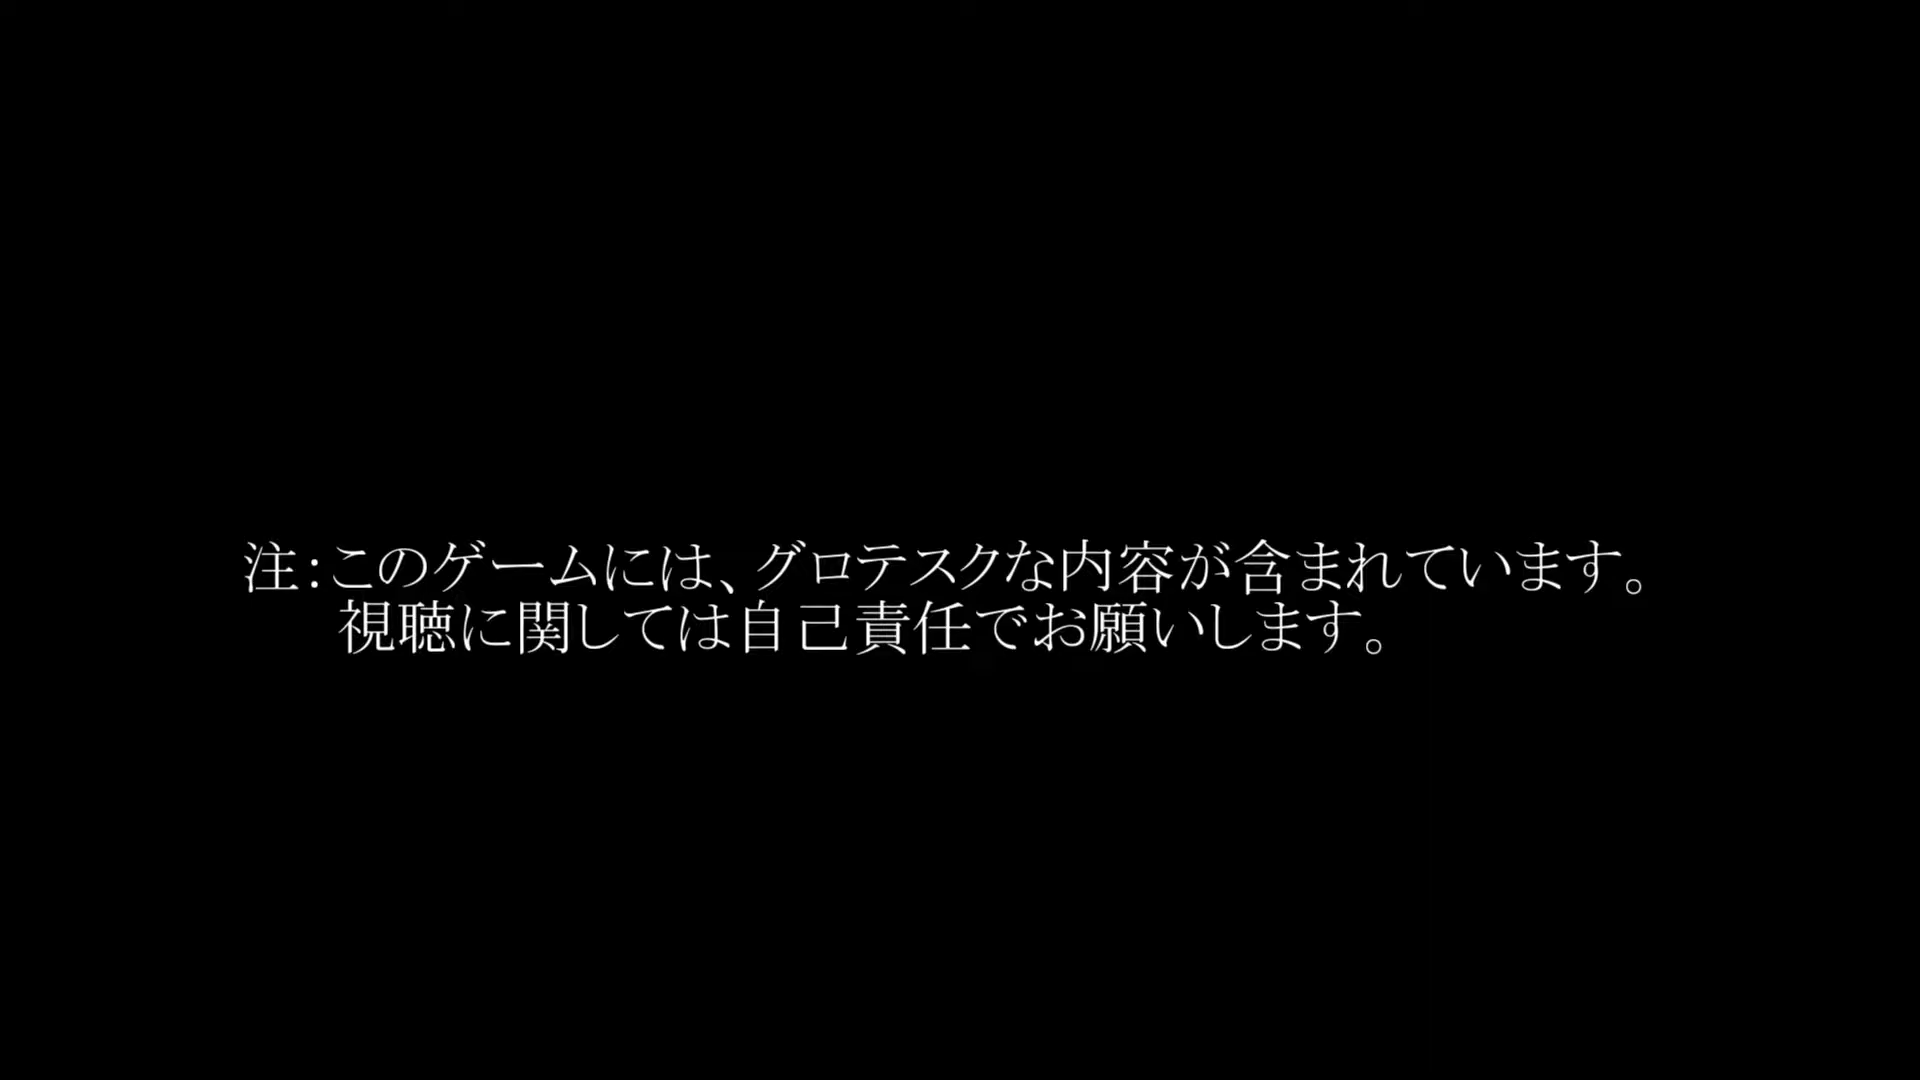 注：このゲームには、グロテスクな内容が含まれています。
視聴に関しては自己責任でお願いします。